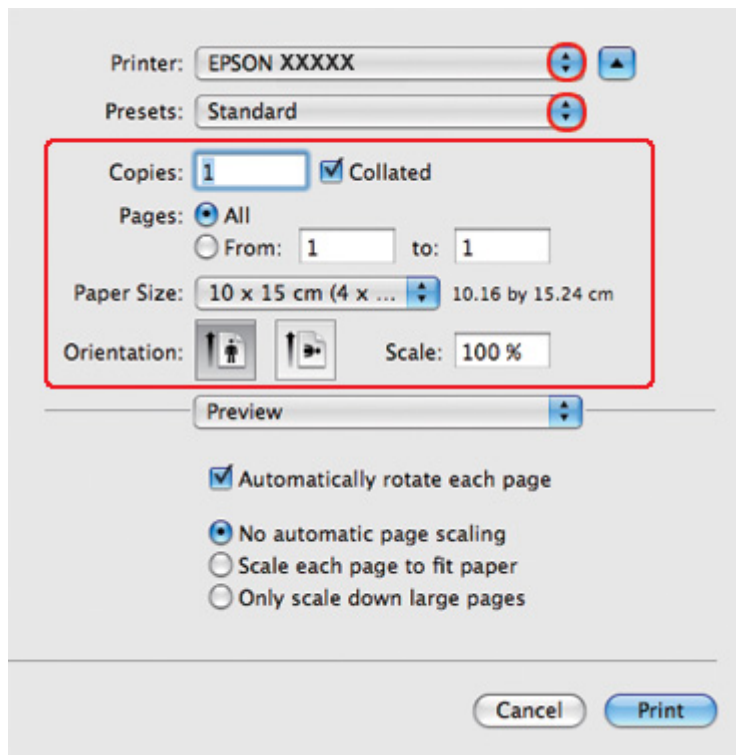 Printer: EPSON XXXXX
Presets: Standard
Copies: 1 Collated
Pages: All
From: 1 to: 1
Paper Size: 10 x 15 cm (4 x ... 10.16 by 15.24 cm
Orientation: Scale: 100 %
Preview
Automatically rotate each page
No automatic page scaling
Scale each page to fit paper
Only scale down large pages
Cancel Print